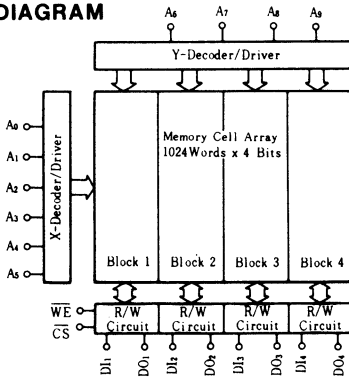 DIAGRAM
A6 A7 A8 A9
Y-Decoder/Driver
A0
A1
A2
A3
A4
A5
X-Decoder/Driver
Memory Cell Array
1024Words x 4 Bits
Block 1 Block 2 Block 3 Block 4
WE
CS
R/W Circuit
R/W Circuit
R/W Circuit
R/W Circuit
DI1 DO1 DI2 DO2 DI3 DO3 DI4 DO4